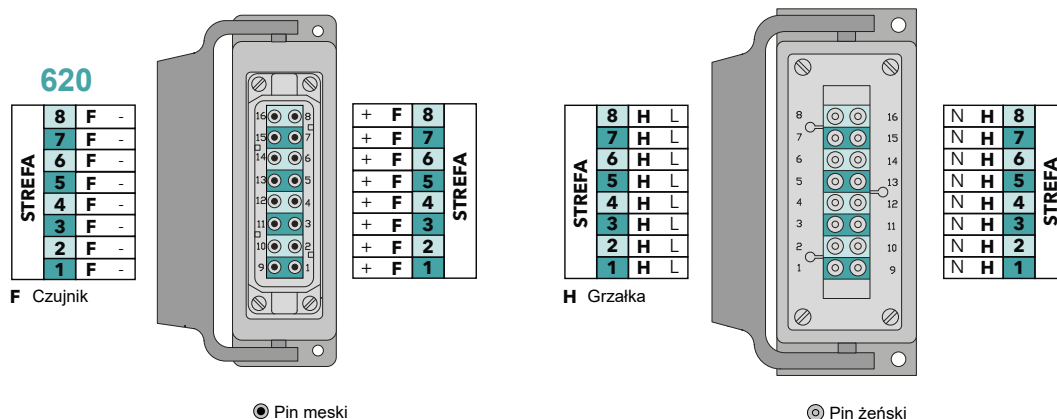 620
STREFA
8 F -
7 F -
6 F -
5 F -
4 F -
3 F -
2 F -
1 F -
F Czujnik
16 8
15 7
14 6
13 5
12 4
11 3
10 2
9 1
+ F 8
+ F 7
+ F 6
+ F 5
+ F 4
+ F 3
+ F 2
+ F 1
STREFA
Pin męski
STREFA
8 H L
7 H L
6 H L
5 H L
4 H L
3 H L
2 H L
1 H L
H Grzałka
8 16
7 15
6 14
5 13
4 12
3 11
2 10
1 9
N H 8
N H 7
N H 6
N H 5
N H 4
N H 3
N H 2
N H 1
STREFA
Pin żeński